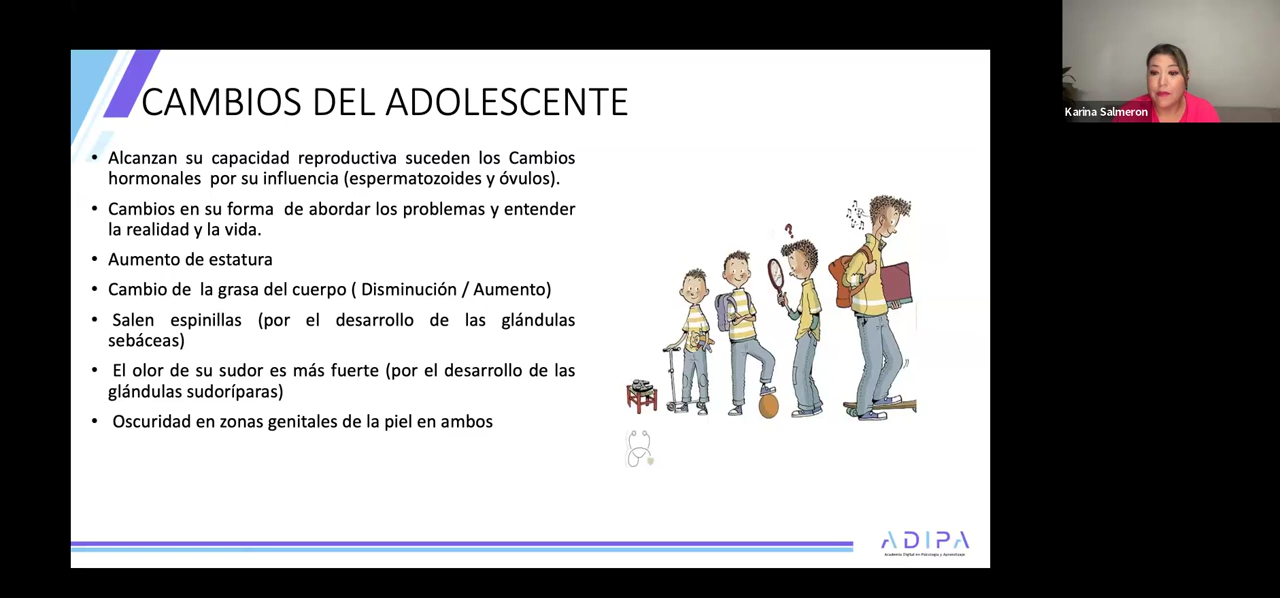 CAMBIOS DEL ADOLESCENTE
• Alcanzan su capacidad reproductiva suceden los Cambios
hormonales por su influencia (espermatozoides y óvulos).
• Cambios en su forma de abordar los problemas y entender
la realidad y la vida.
• Aumento de estatura
• Cambio de la grasa del cuerpo ( Disminución / Aumento)
• Salen espinillas (por el desarrollo de las glándulas
sebáceas)
• El olor de su sudor es más fuerte (por el desarrollo de las
glándulas sudoríparas)
• Oscuridad en zonas genitales de la piel en ambos
?
ADIPA
Academia Digital en Psicología y Aprendizaje
Karina Salmeron